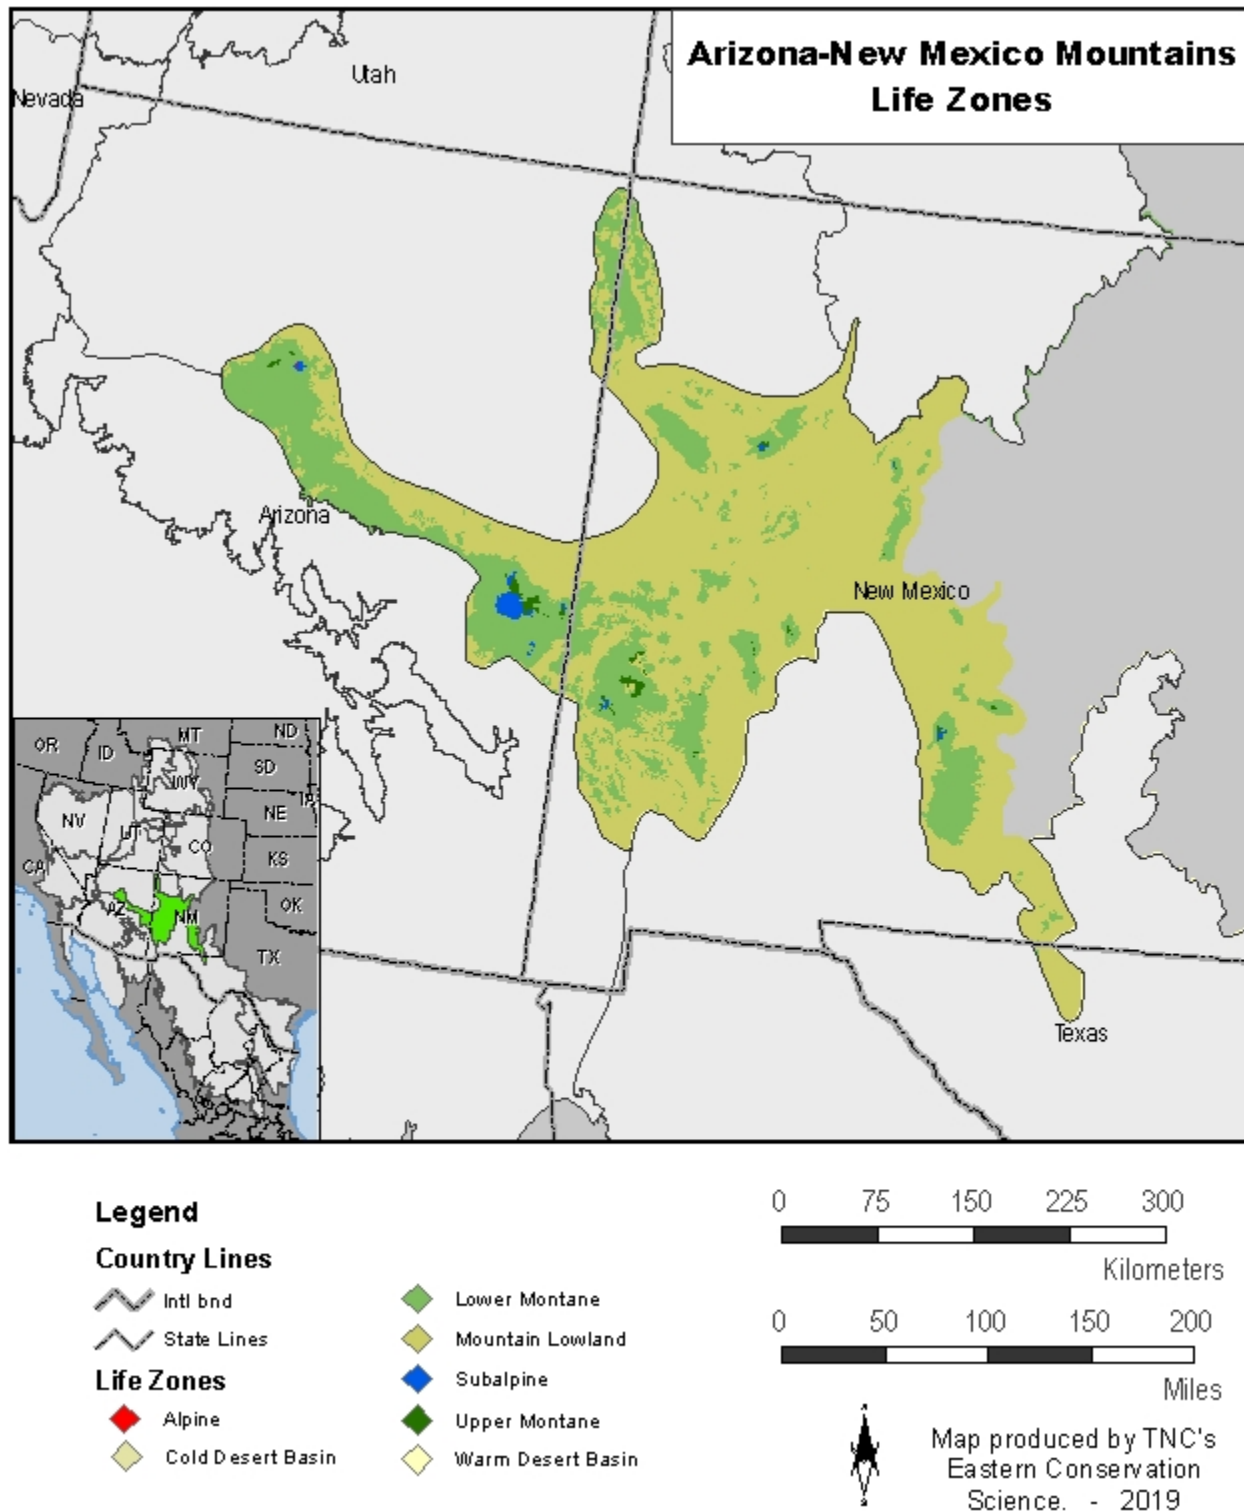 Arizona-New Mexico Mountains
Life Zones
Utah
Nevada
Arizona
New Mexico
Texas
OR
ID
MT
ND
SD
WY
NE
IA
NV
UT
CO
KS
CA
AZ
NM
OK
TX
Legend
Country Lines
Intl bnd
State Lines
Life Zones
Alpine
Cold Desert Basin
Lower Montane
Mountain Lowland
Subalpine
Upper Montane
Warm Desert Basin
0 75 150 225 300
Kilometers
0 50 100 150 200
Miles
Map produced by TNC's
Eastern Conservation
Science. - 2019